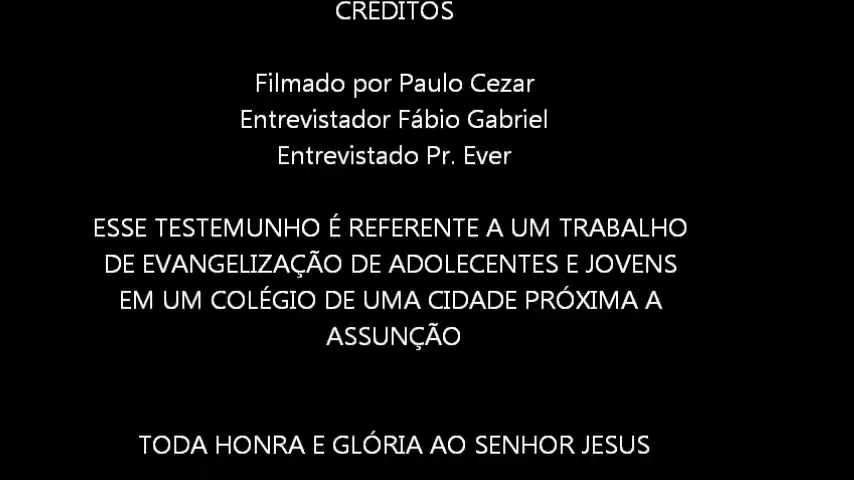 CRÉDITOS
Filmado por Paulo Cezar
Entrevistador Fábio Gabriel
Entrevistado Pr. Ever
ESSE TESTEMUNHO É REFERENTE A UM TRABALHO
DE EVANGELIZAÇÃO DE ADOLECENTES E JOVENS
EM UM COLÉGIO DE UMA CIDADE PRÓXIMA A
ASSUNÇÃO
TODA HONRA E GLÓRIA AO SENHOR JESUS